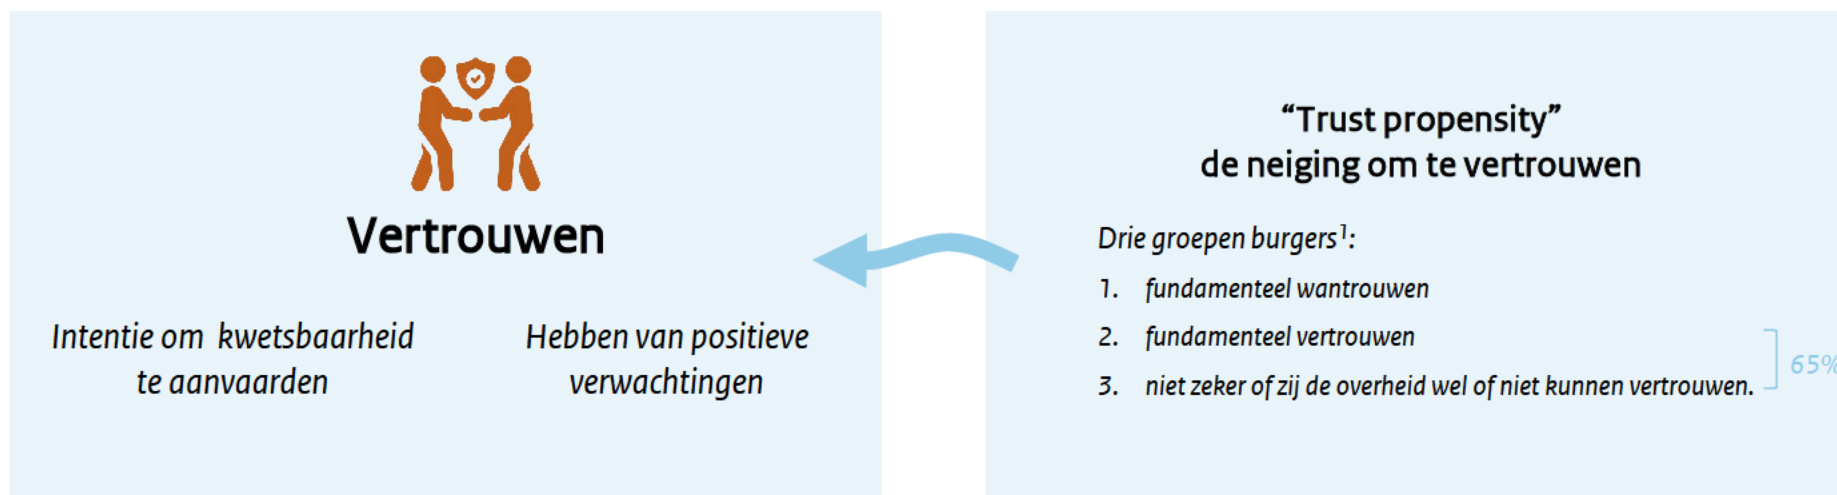 Vertrouwen
Intentie om kwetsbaarheid
te aanvaarden
Hebben van positieve
verwachtingen
“Trust propensity”
de neiging om te vertrouwen
Drie groepen burgers¹:
1. fundamenteel wantrouwen
2. fundamenteel vertrouwen
3. niet zeker of zij de overheid wel of niet kunnen vertrouwen.
65%